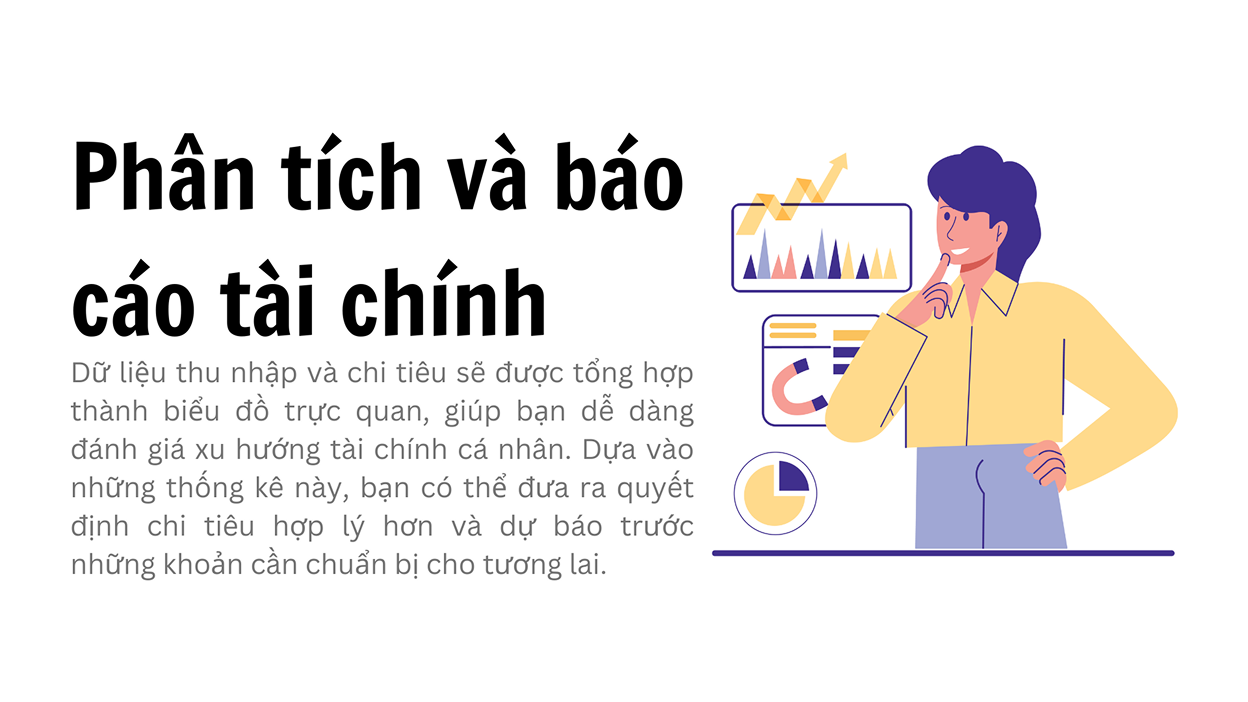 Phân tích và báo
cáo tài chính
Dữ liệu thu nhập và chi tiêu sẽ được tổng hợp
thành biểu đồ trực quan, giúp bạn dễ dàng
đánh giá xu hướng tài chính cá nhân. Dựa vào
những thống kê này, bạn có thể đưa ra quyết
định chi tiêu hợp lý hơn và dự báo trước
những khoản cần chuẩn bị cho tương lai.